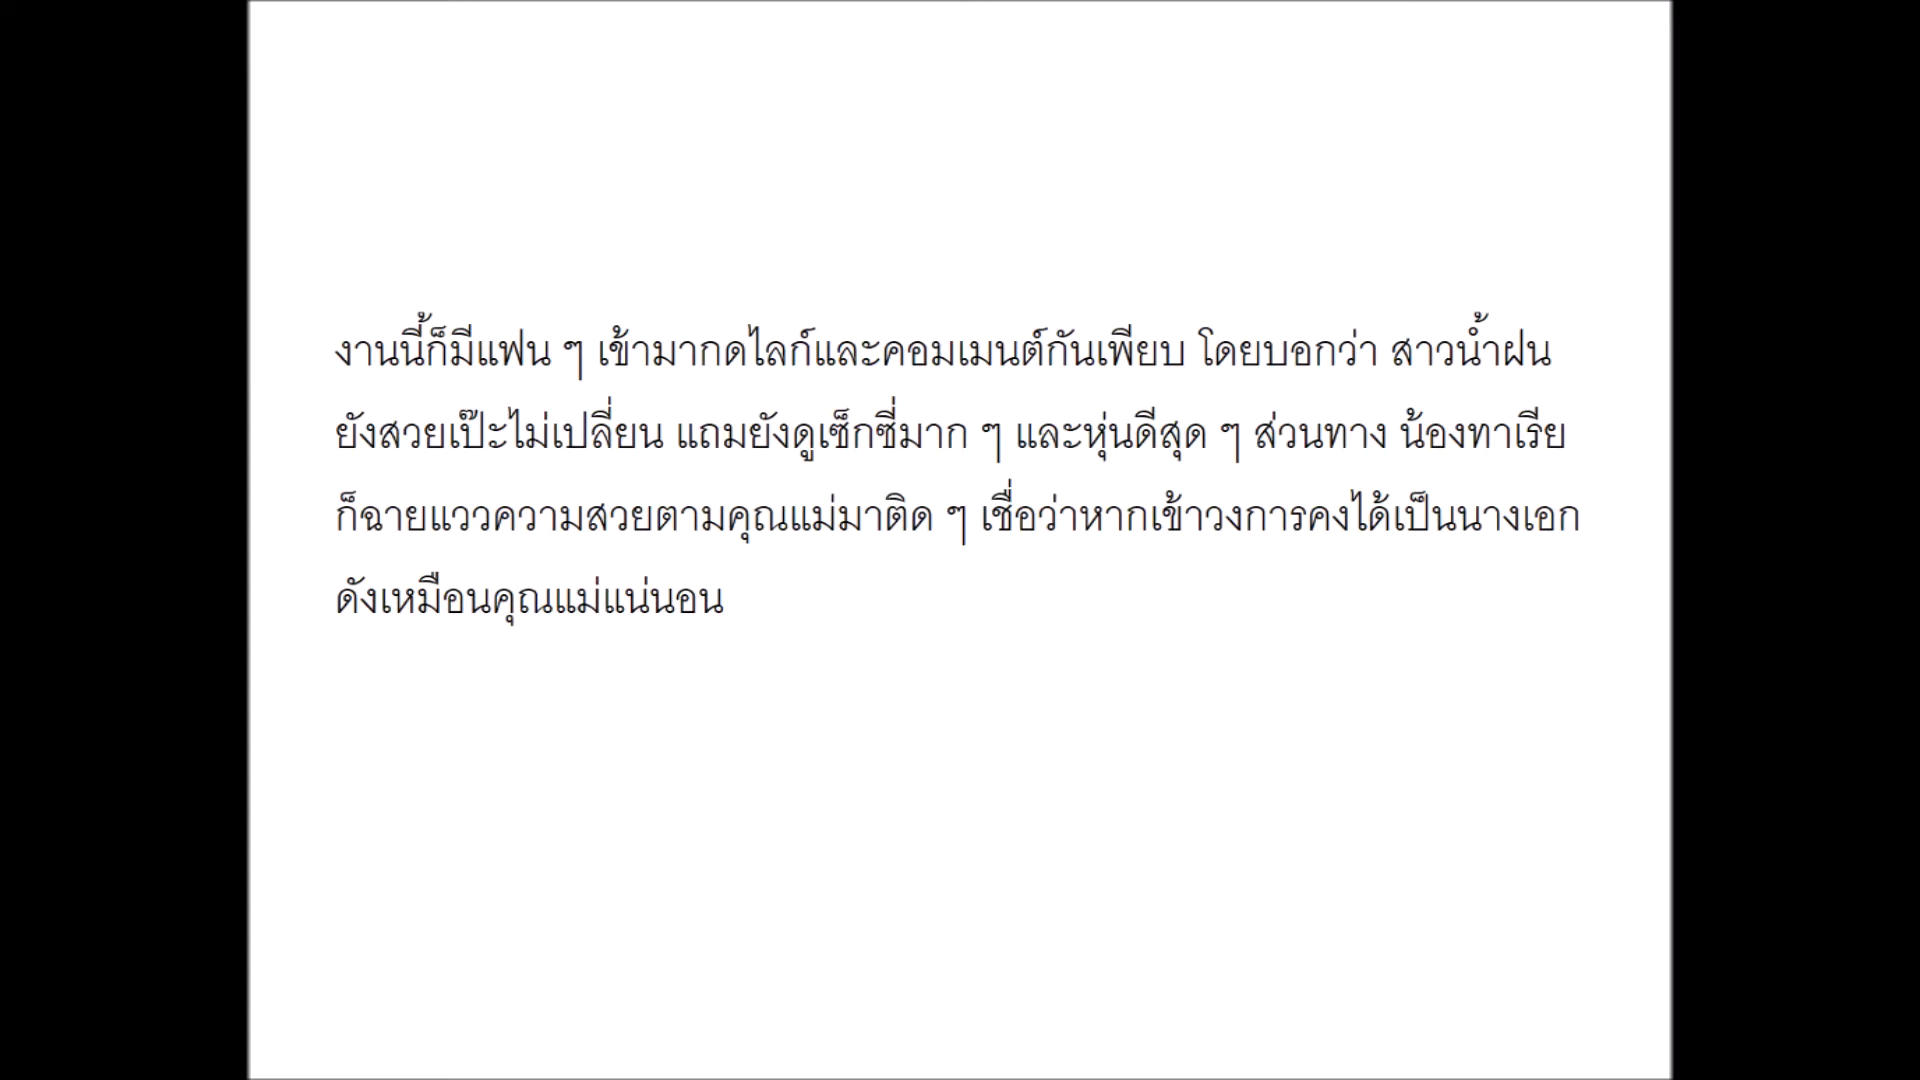 งานนี้ก็มีแฟน ๆ เข้ามากดไลก์และคอมเมนต์กันเพียบ โดยบอกว่า สาวน้ำฝน
ยังสวยเป๊ะไม่เปลี่ยน แถมยังดูเซ็กซี่มาก ๆ และหุ่นดีสุด ๆ ส่วนทาง น้องทาเรีย
ก็ฉายแววความสวยตามคุณแม่มาติด ๆ เชื่อว่าหากเข้าวงการคงได้เป็นนางเอก
ดังเหมือนคุณแม่แน่นอน